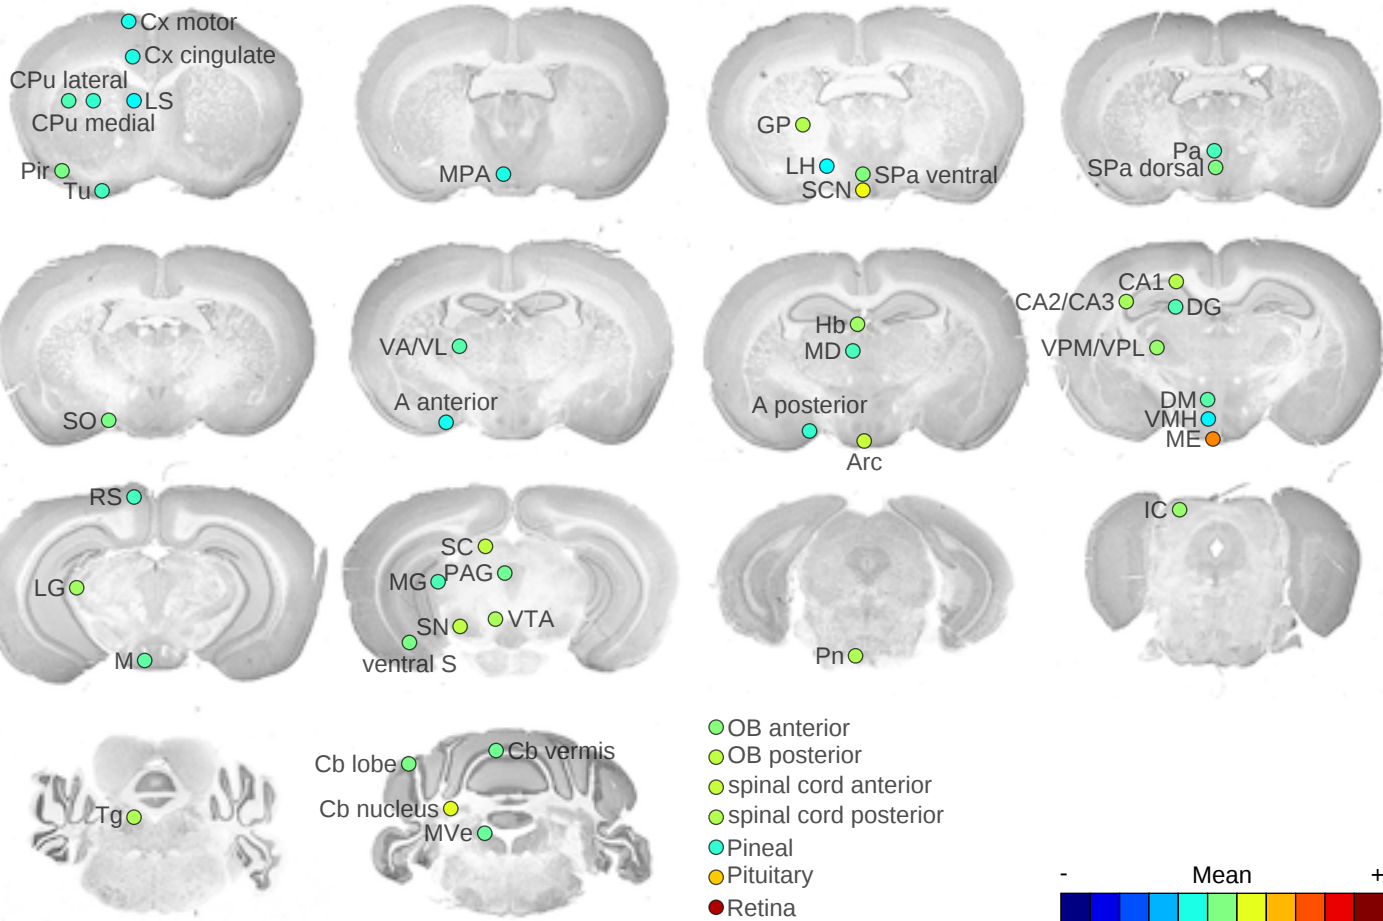 Cx motor
Cx cingulate
CPu lateral
LS
CPu medial
Pir
Tu
MPA
GP
LH
SPa ventral
SCN
Pa
SPa dorsal
SO
VA/VL
A anterior
Hb
MD
A posterior
Arc
CA1
CA2/CA3
DG
VPM/VPL
DM
VMH
ME
RS
LG
M
SC
PAG
MG
VTA
SN
ventral S
Pn
IC
Tg
Cb vermis
Cb lobe
Cb nucleus
MVe
OB anterior
OB posterior
spinal cord anterior
spinal cord posterior
Pineal
Pituitary
Retina
- Mean +